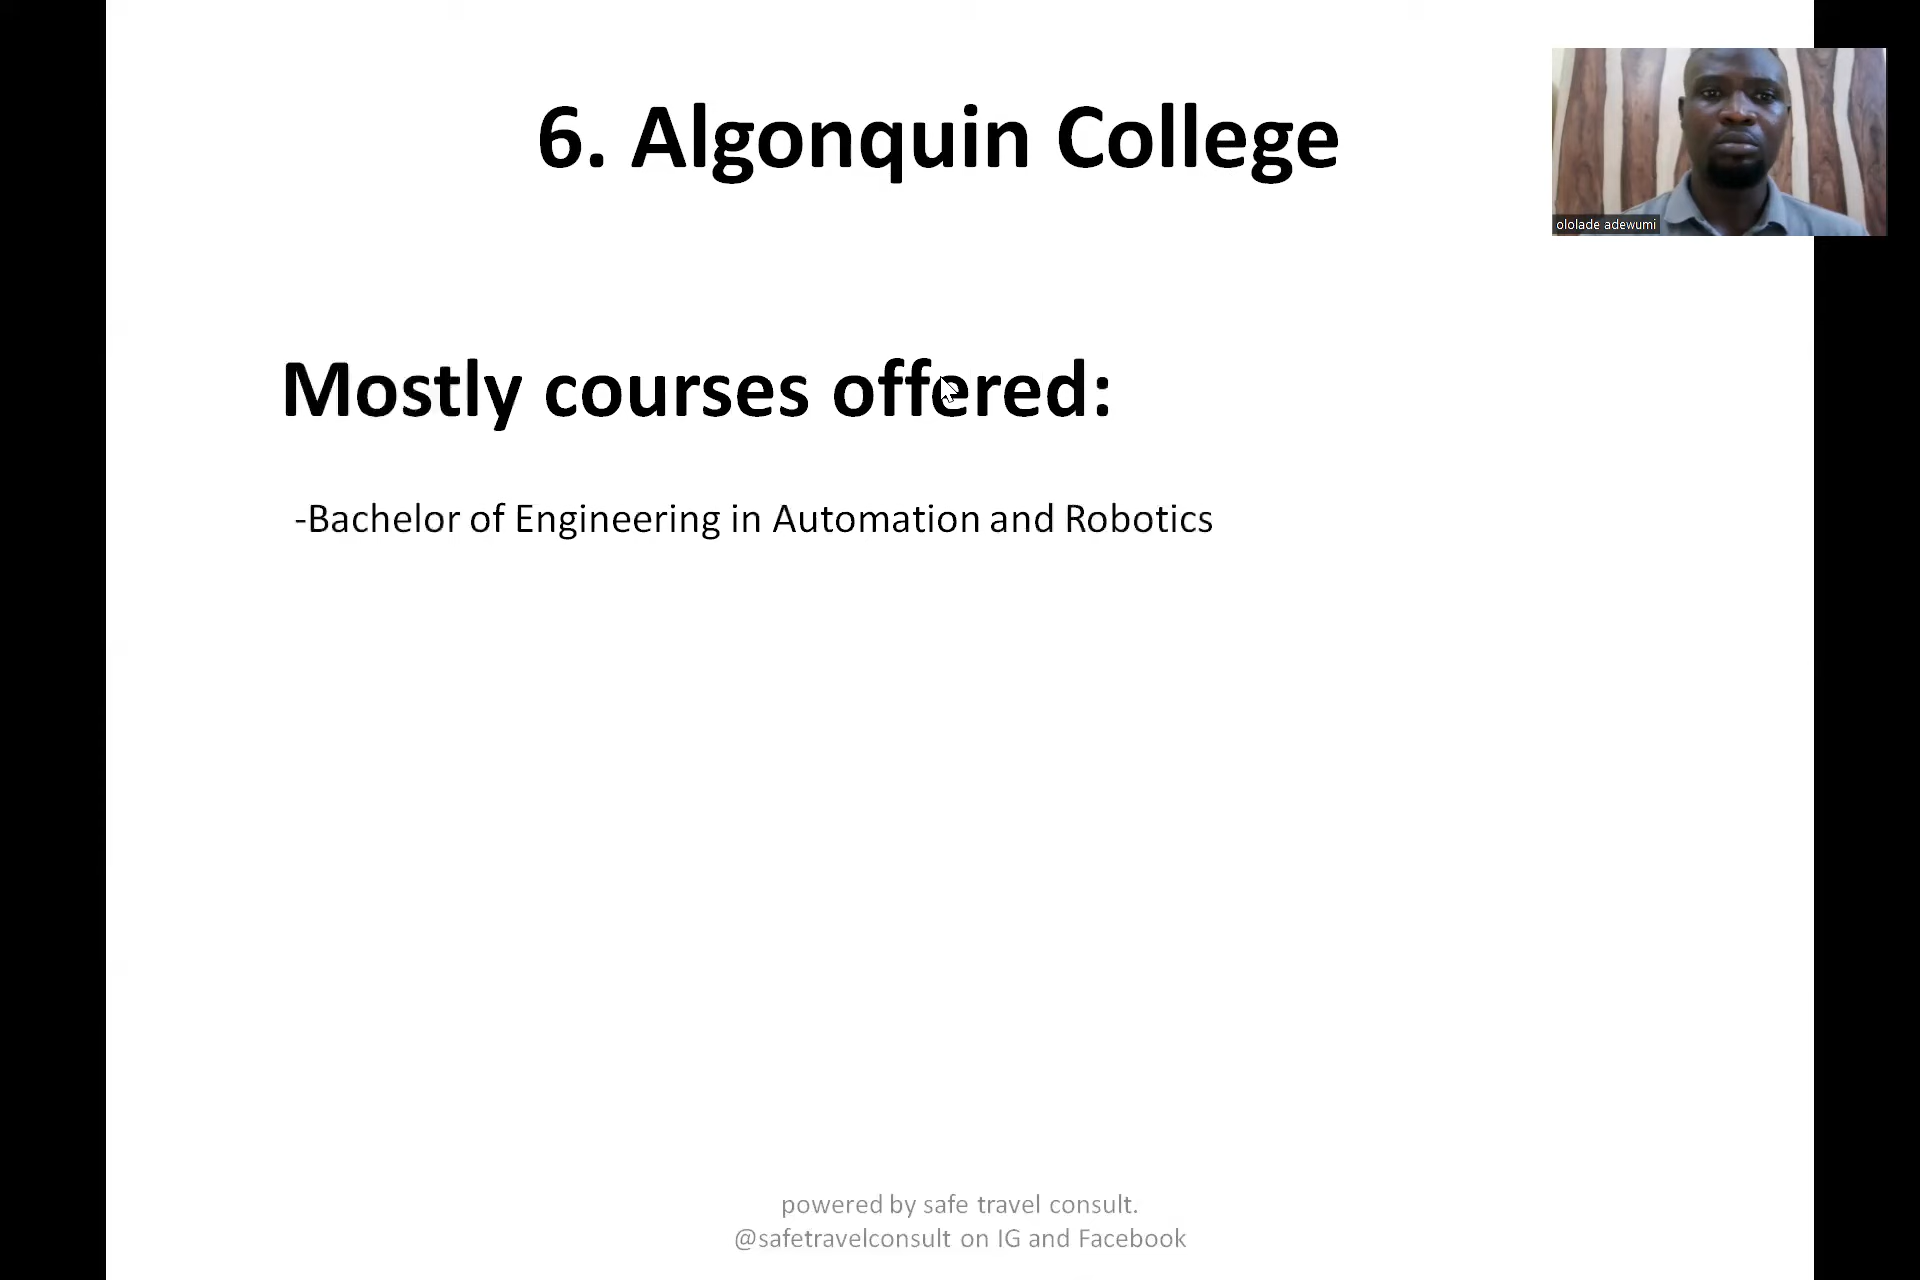 6. Algonquin College
ololade adewumi
Mostly courses offered:
-Bachelor of Engineering in Automation and Robotics
powered by safe travel consult.
@safetravelconsult on IG and Facebook